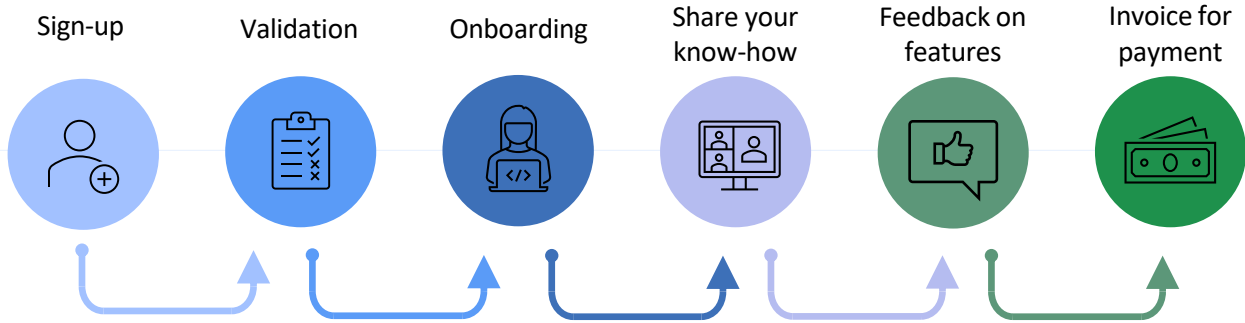 Sign-up
Validation
Onboarding
Share your
know-how
Feedback on
features
Invoice for
payment
</>